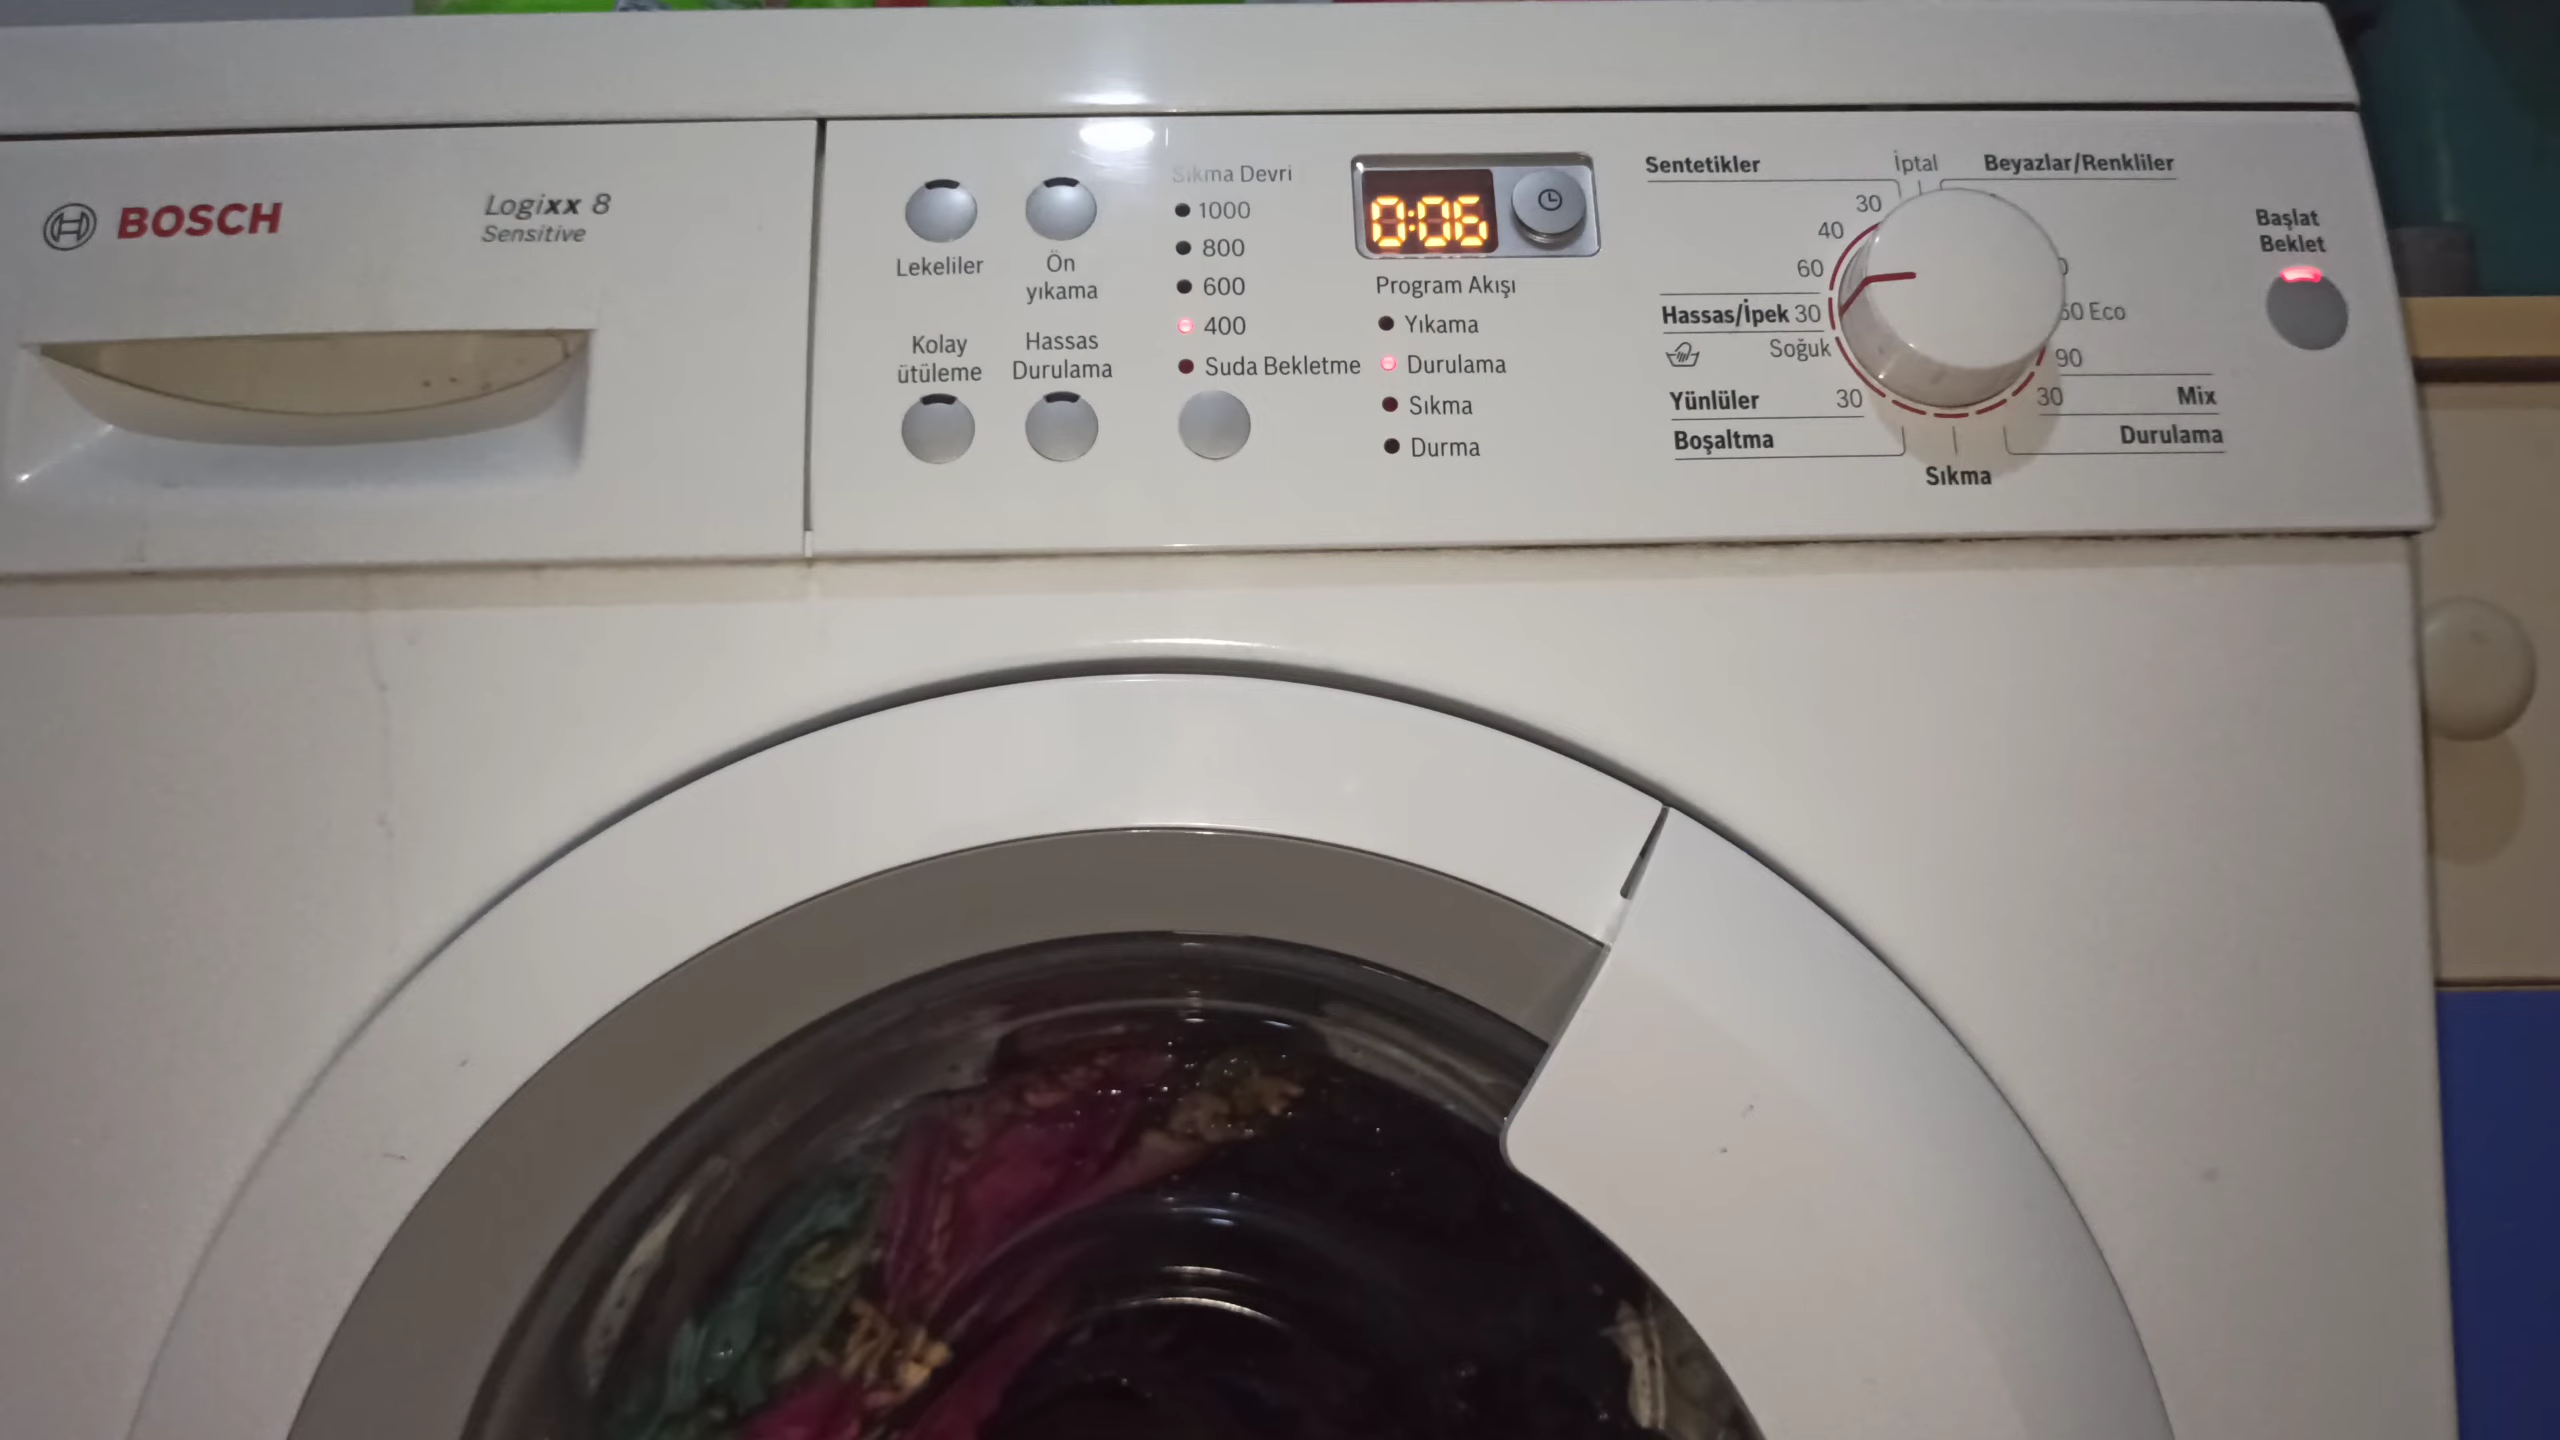 BOSCH
Logixx 8
Sensitive
Lekeliler
Ön
yıkama
Kolay
ütüleme
Hassas
Durulama
Sıkma Devri
1000
800
600
400
Suda Bekletme
0:06
Program Akışı
Yıkama
Durulama
Sıkma
Durma
Sentetikler
İptal
Beyazlar/Renkliler
30
40
60
Hassas/İpek 30
Soğuk
Yünlüler 30
Boşaltma
Sıkma
Eco
90
30 Mix
Durulama
Başlat
Beklet